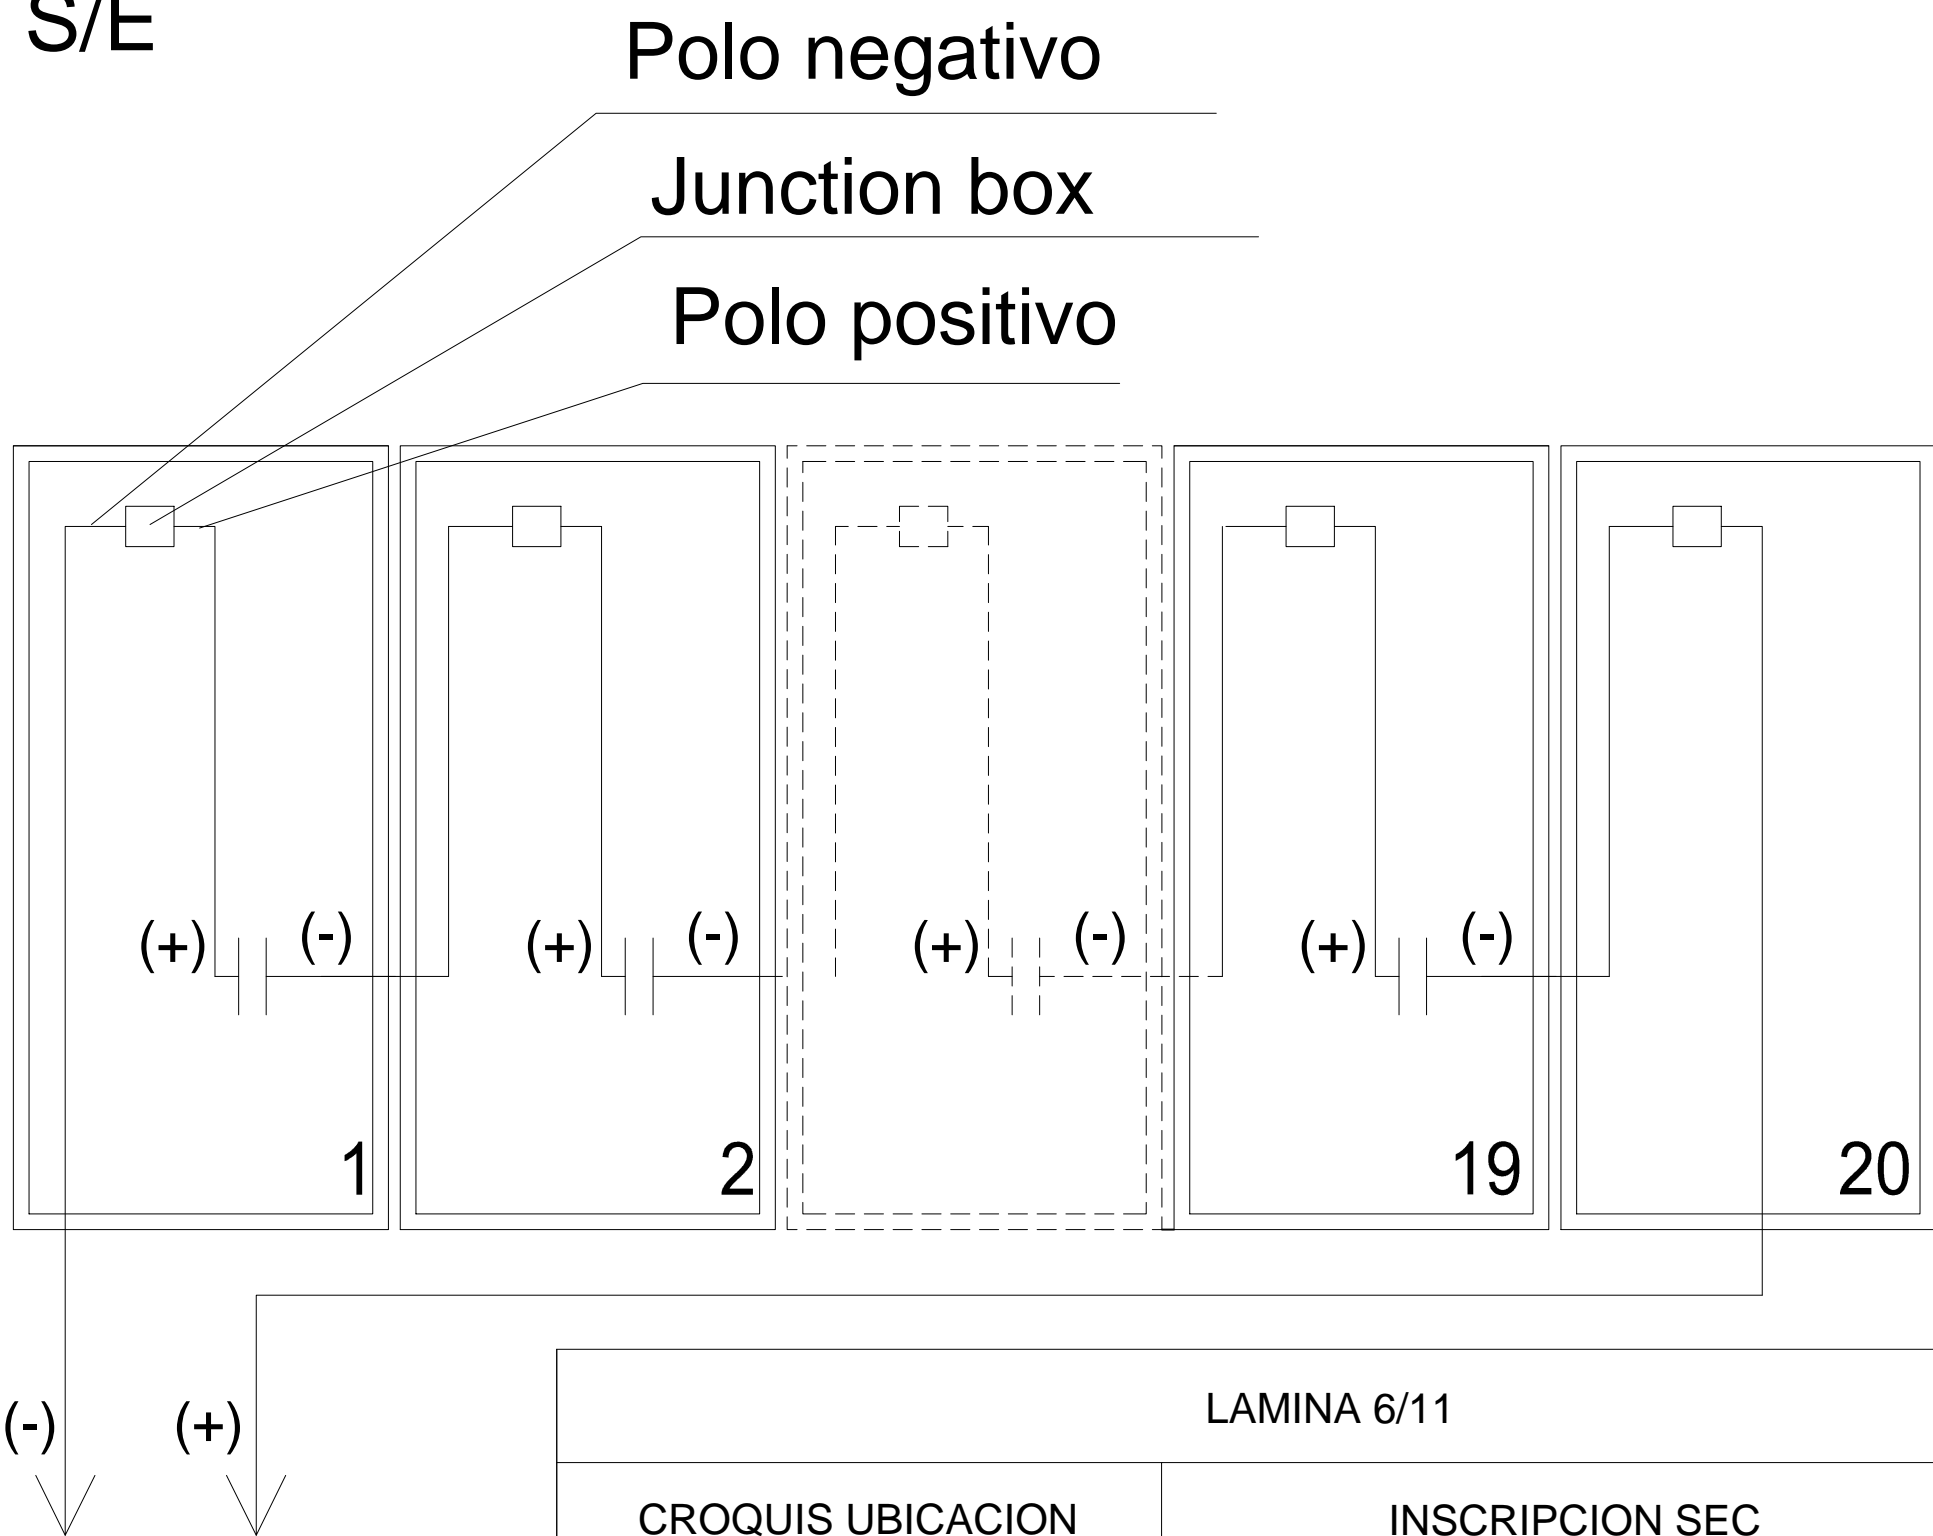 S/E
Polo negativo
Junction box
Polo positivo
(+) (-) (+) (-) (+) (-) (+) (-)
1 2 19 20
(-) (+)
LAMINA 6/11
CROQUIS UBICACION INSCRIPCION SEC